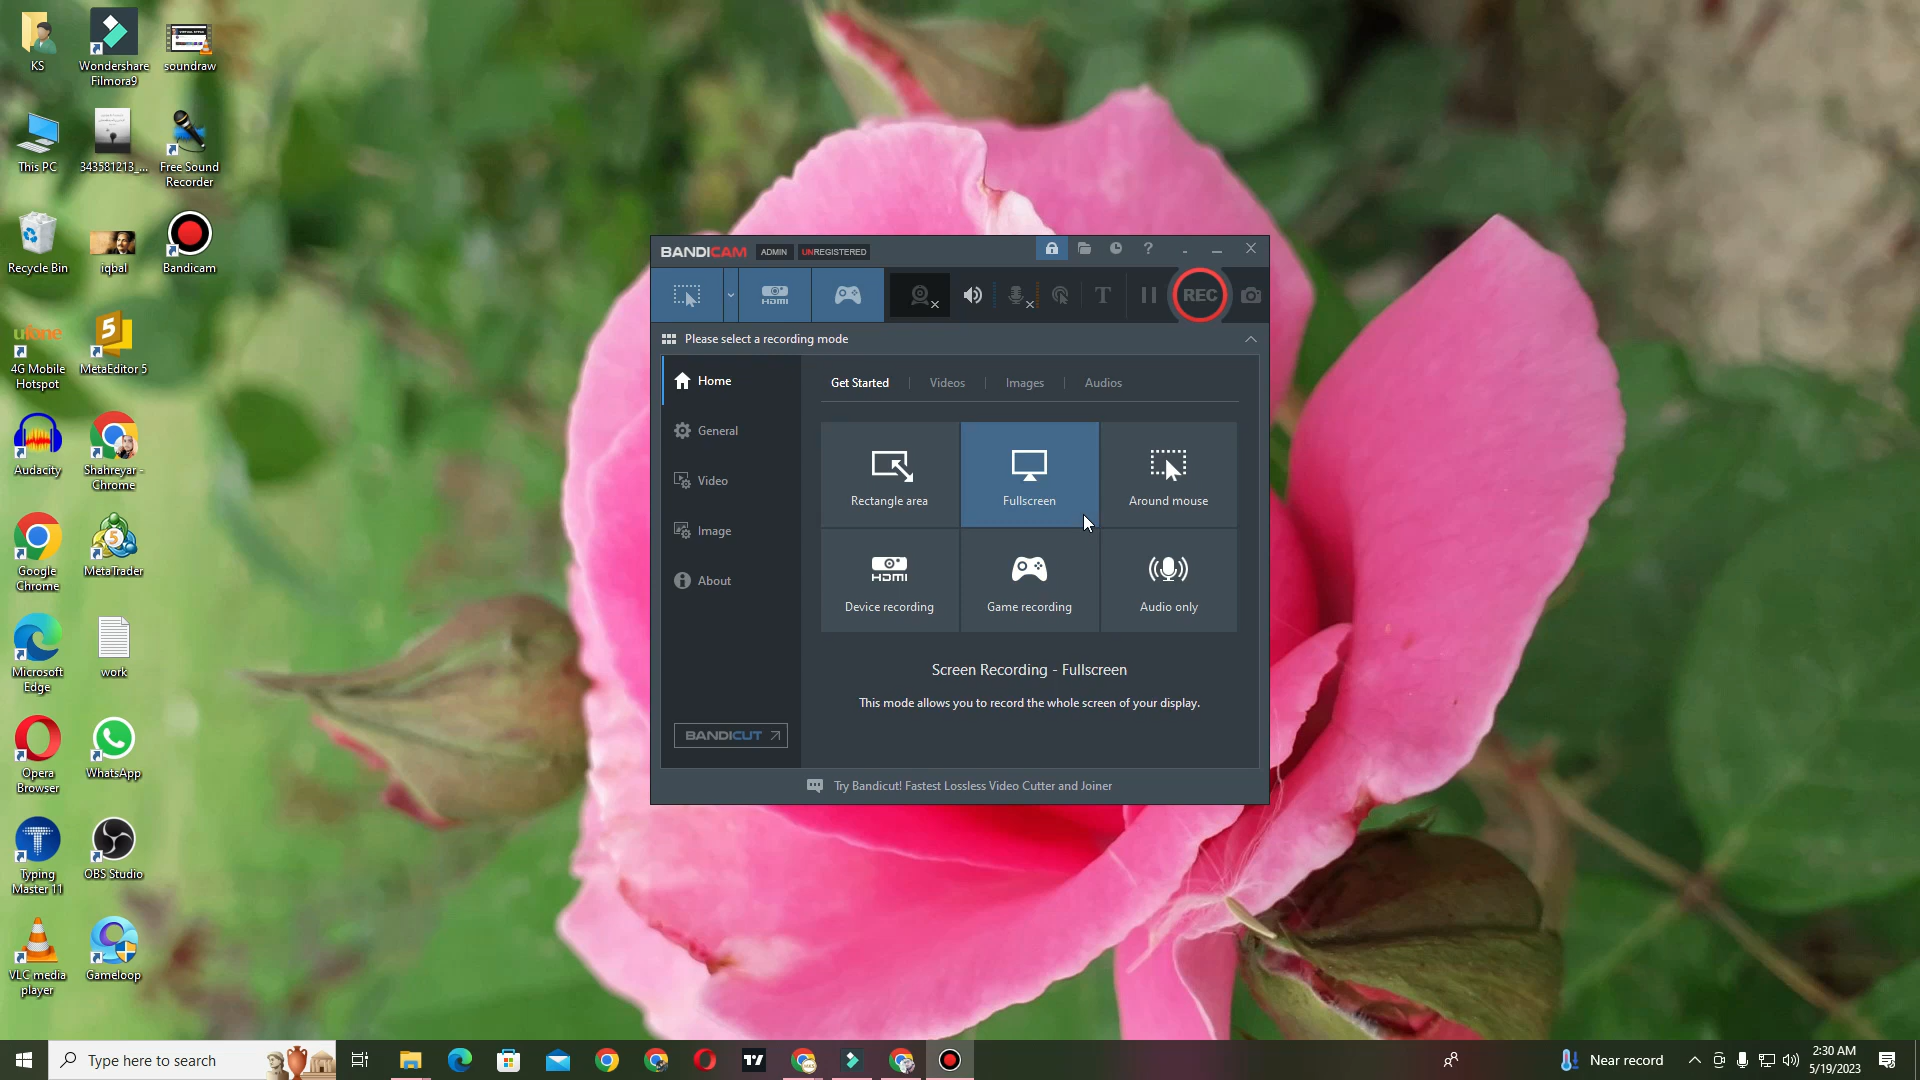 KS
Wondershare
Filmora9
soundraw
This PC
343581213_...
Free Sound
Recorder
Recycle Bin
iqbal
Bandicam
ufone
4G Mobile
Hotspot
MetaEditor 5
Audacity
Shahreyar -
Chrome
Google
Chrome
MetaTrader
Microsoft
Edge
work
Opera
Browser
WhatsApp
Typing
Master 11
OBS Studio
VLC media
player
Gameloop
BANDICAM ADMIN UNREGISTERED
HDMI
T
REC
Please select a recording mode
Home
General
Video
Image
About
Get Started
Videos
Images
Audios
Rectangle area
Fullscreen
Around mouse
HDMI
Device recording
Game recording
Audio only
Screen Recording - Fullscreen
This mode allows you to record the whole screen of your display.
BANDICUT
Try Bandicut! Fastest Lossless Video Cutter and Joiner
Type here to search
Near record
2:30 AM
5/19/2023